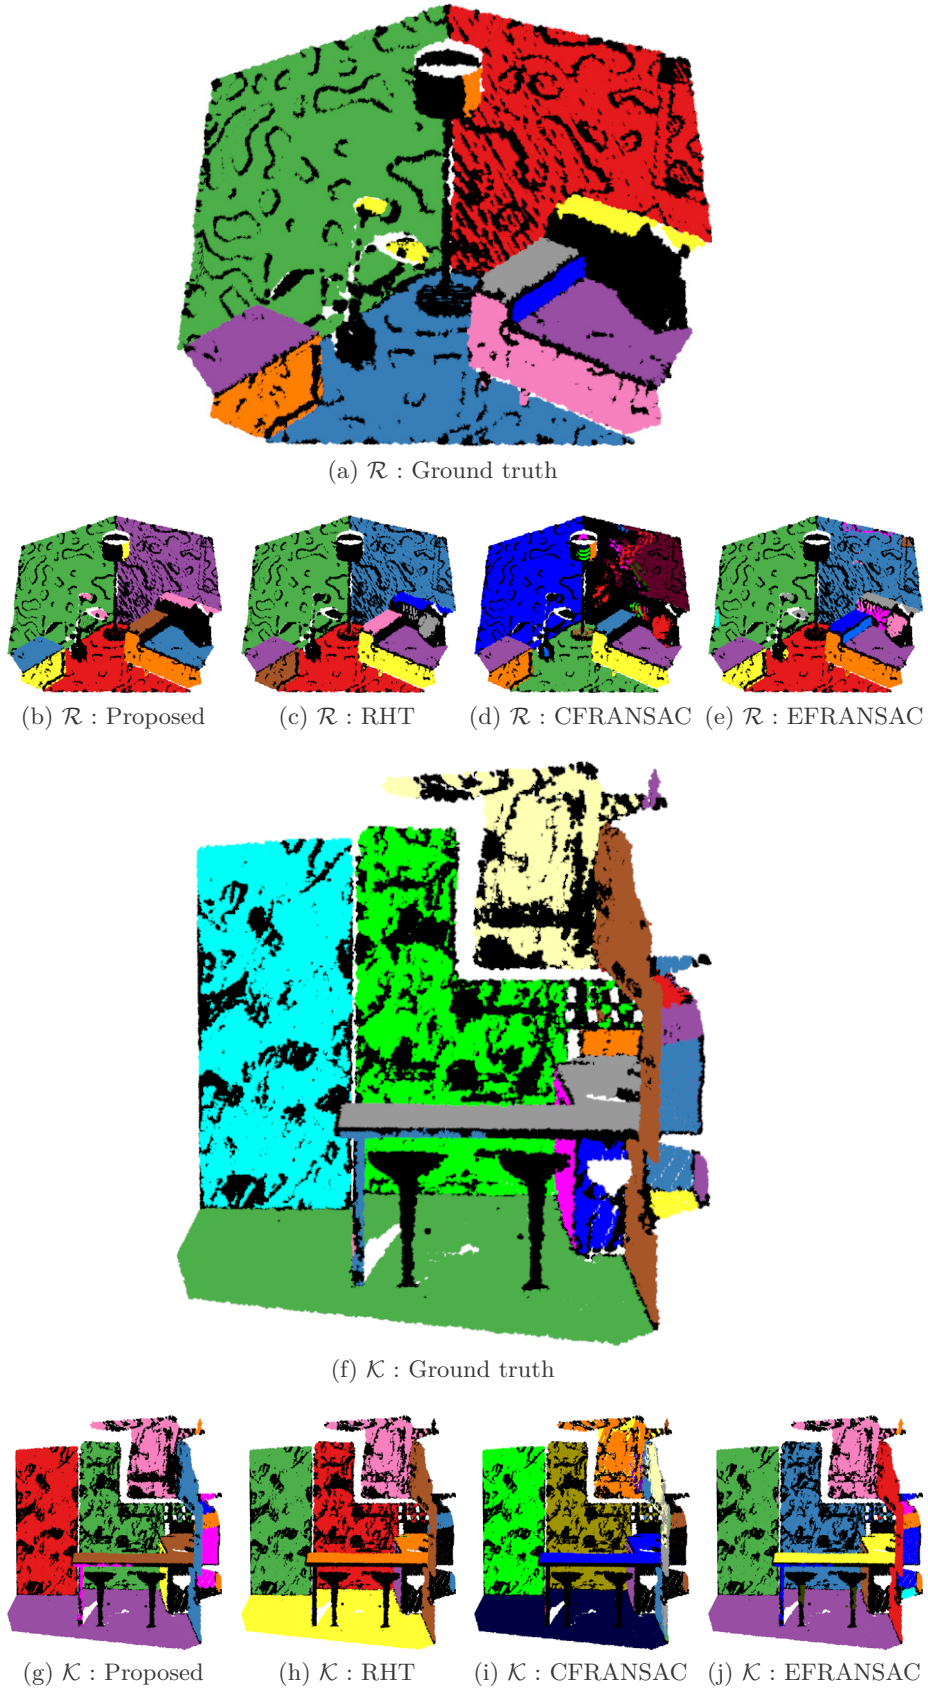 (a) ℛ : Ground truth
(b) ℛ : Proposed
(c) ℛ : RHT
(d) ℛ : CFRANSAC
(e) ℛ : EFRANSAC
(f) 𝒦 : Ground truth
(g) 𝒦 : Proposed
(h) 𝒦 : RHT
(i) 𝒦 : CFRANSAC
(j) 𝒦 : EFRANSAC